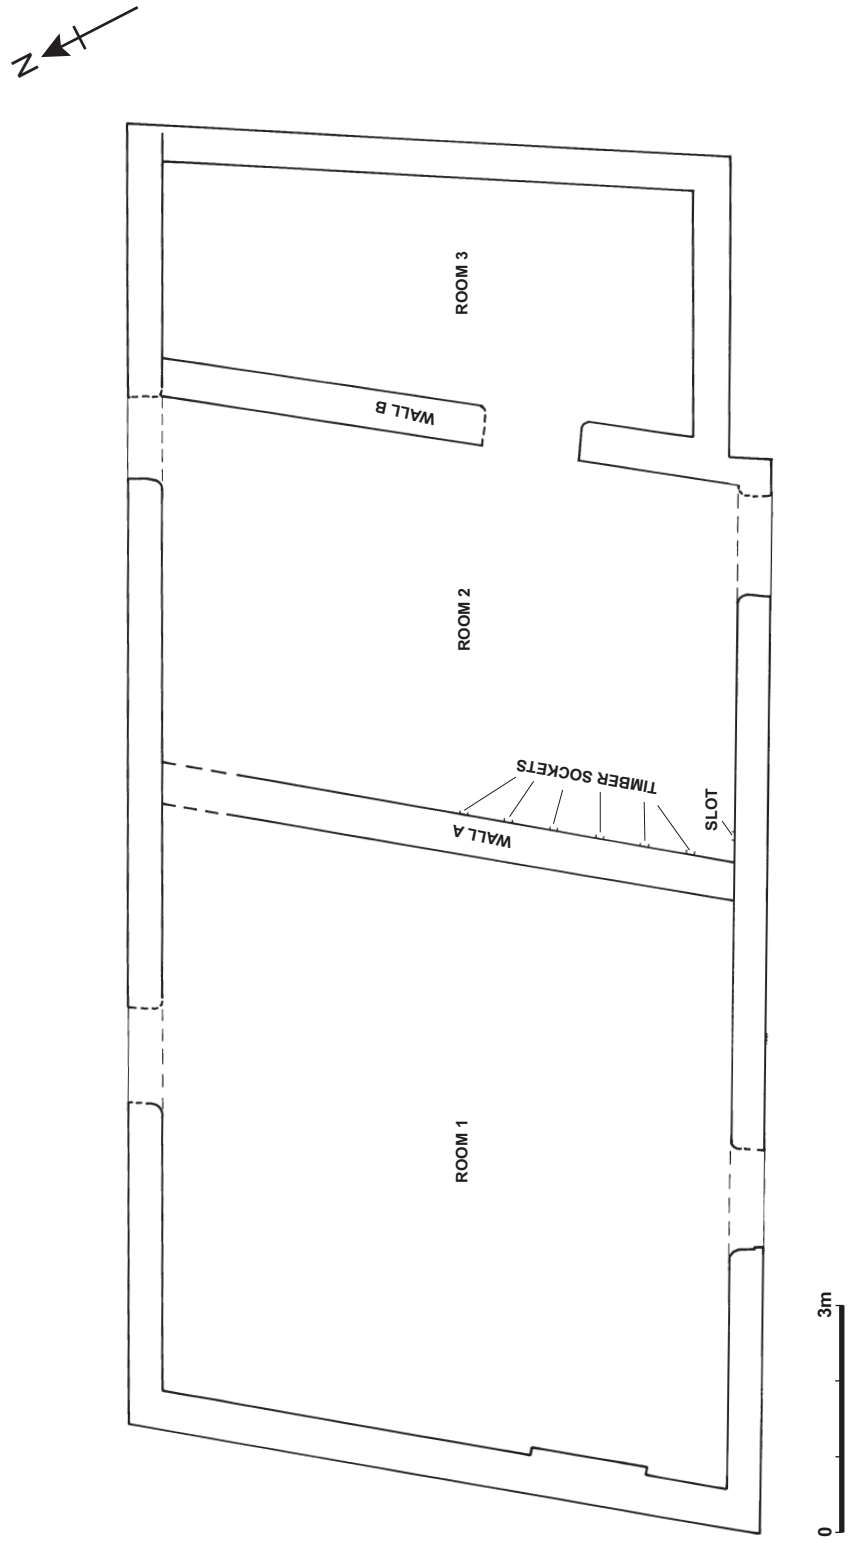 N
ROOM 3
WALL B
ROOM 2
TIMBER SOCKETS
SLOT
WALL A
ROOM 1
3m
0